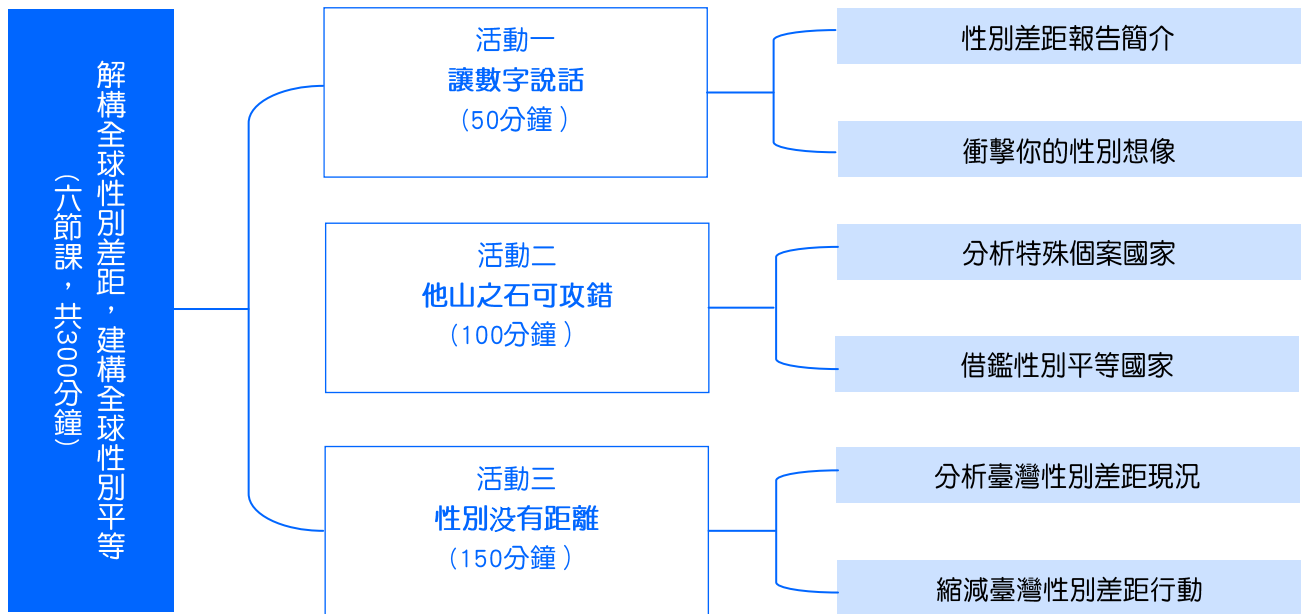 解構全球性別差距，建構全球性別平等
（六節課，共300分鐘）
活動一
讓數字說話
（50分鐘）
性別差距報告簡介
衝擊你的性別想像
活動二
他山之石可攻錯
（100分鐘）
分析特殊個案國家
借鑑性別平等國家
活動三
性別没有距離
（150分鐘）
分析臺灣性別差距現況
縮減臺灣性別差距行動